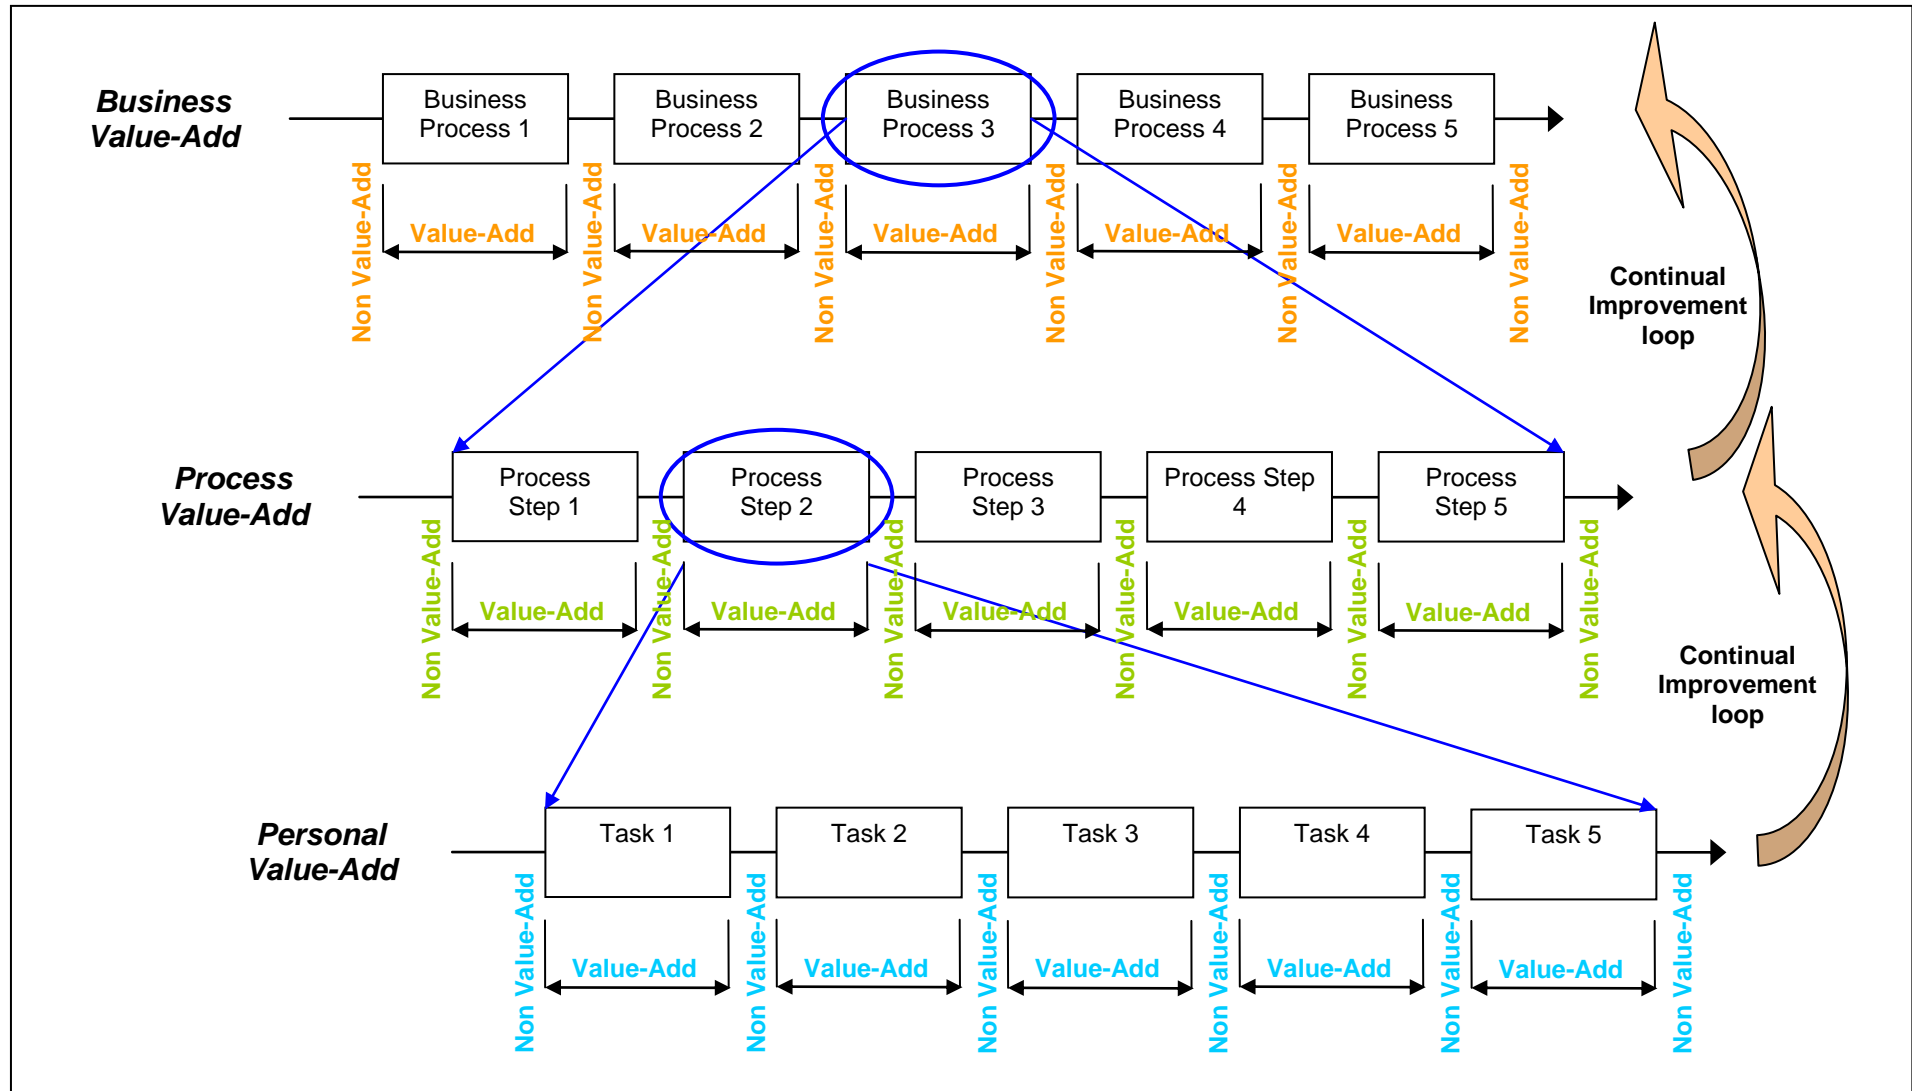 Business
Value-Add
Business
Process 1
Business
Process 2
Business
Process 3
Business
Process 4
Business
Process 5
Non Value-Add
Value-Add
Non Value-Add
Value-Add
Non Value-Add
Value-Add
Non Value-Add
Value-Add
Non Value-Add
Value-Add
Non Value-Add
Continual
Improvement
loop
Process
Value-Add
Process
Step 1
Process
Step 2
Process
Step 3
Process Step
4
Process
Step 5
Non Value-Add
Value-Add
Non Value-Add
Value-Add
Non Value-Add
Value-Add
Non Value-Add
Value-Add
Non Value-Add
Value-Add
Non Value-Add
Continual
Improvement
loop
Personal
Value-Add
Task 1
Task 2
Task 3
Task 4
Task 5
Non Value-Add
Value-Add
Non Value-Add
Value-Add
Non Value-Add
Value-Add
Non Value-Add
Value-Add
Non Value-Add
Value-Add
Non Value-Add